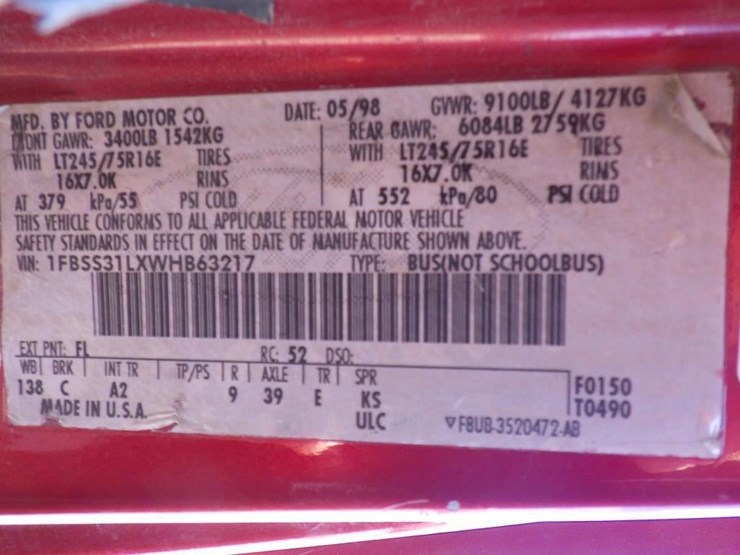 MFD. BY FORD MOTOR CO. DATE: 05/98 GVWR: 9100LB/ 4127KG
FRONT GAWR: 3400LB 1542KG REAR GAWR: 6084LB 2759KG
WITH LT245/75R16E TIRES WITH LT245/75R16E TIRES
16X7.0K RINS 16X7.0K RINS
AT 379 kPa/55 PSI COLD AT 552 kPa/80 PSI COLD
THIS VEHICLE CONFORMS TO ALL APPLICABLE FEDERAL MOTOR VEHICLE
SAFETY STANDARDS IN EFFECT ON THE DATE OF MANUFACTURE SHOWN ABOVE.
VIN: 1FBSS31LXWHB63217 TYPE: BUS(NOT SCHOOLBUS)
EXT PNT: FL RC: 52 DSO:
WB BRK INT TR TP/PS R AXLE TR SPR
138 C A2 9 39 E KS F0150
MADE IN U.S.A. ULC T0490
▽F8UB-3520472-AB